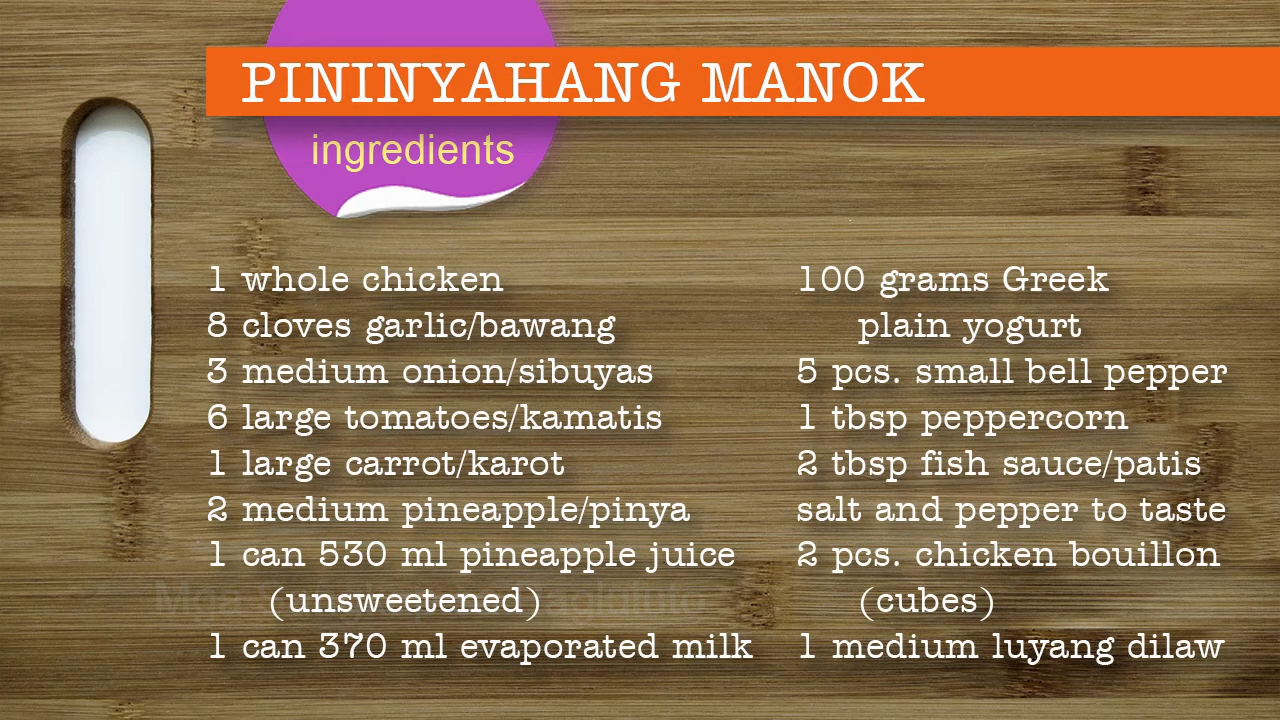 PININYAHANG MANOK
ingredients
1 whole chicken
8 cloves garlic/bawang
3 medium onion/sibuyas
6 large tomatoes/kamatis
1 large carrot/karot
2 medium pineapple/pinya
1 can 530 ml pineapple juice
(unsweetened)
1 can 370 ml evaporated milk
100 grams Greek
plain yogurt
5 pcs. small bell pepper
1 tbsp peppercorn
2 tbsp fish sauce/patis
salt and pepper to taste
2 pcs. chicken bouillon
(cubes)
1 medium luyang dilaw